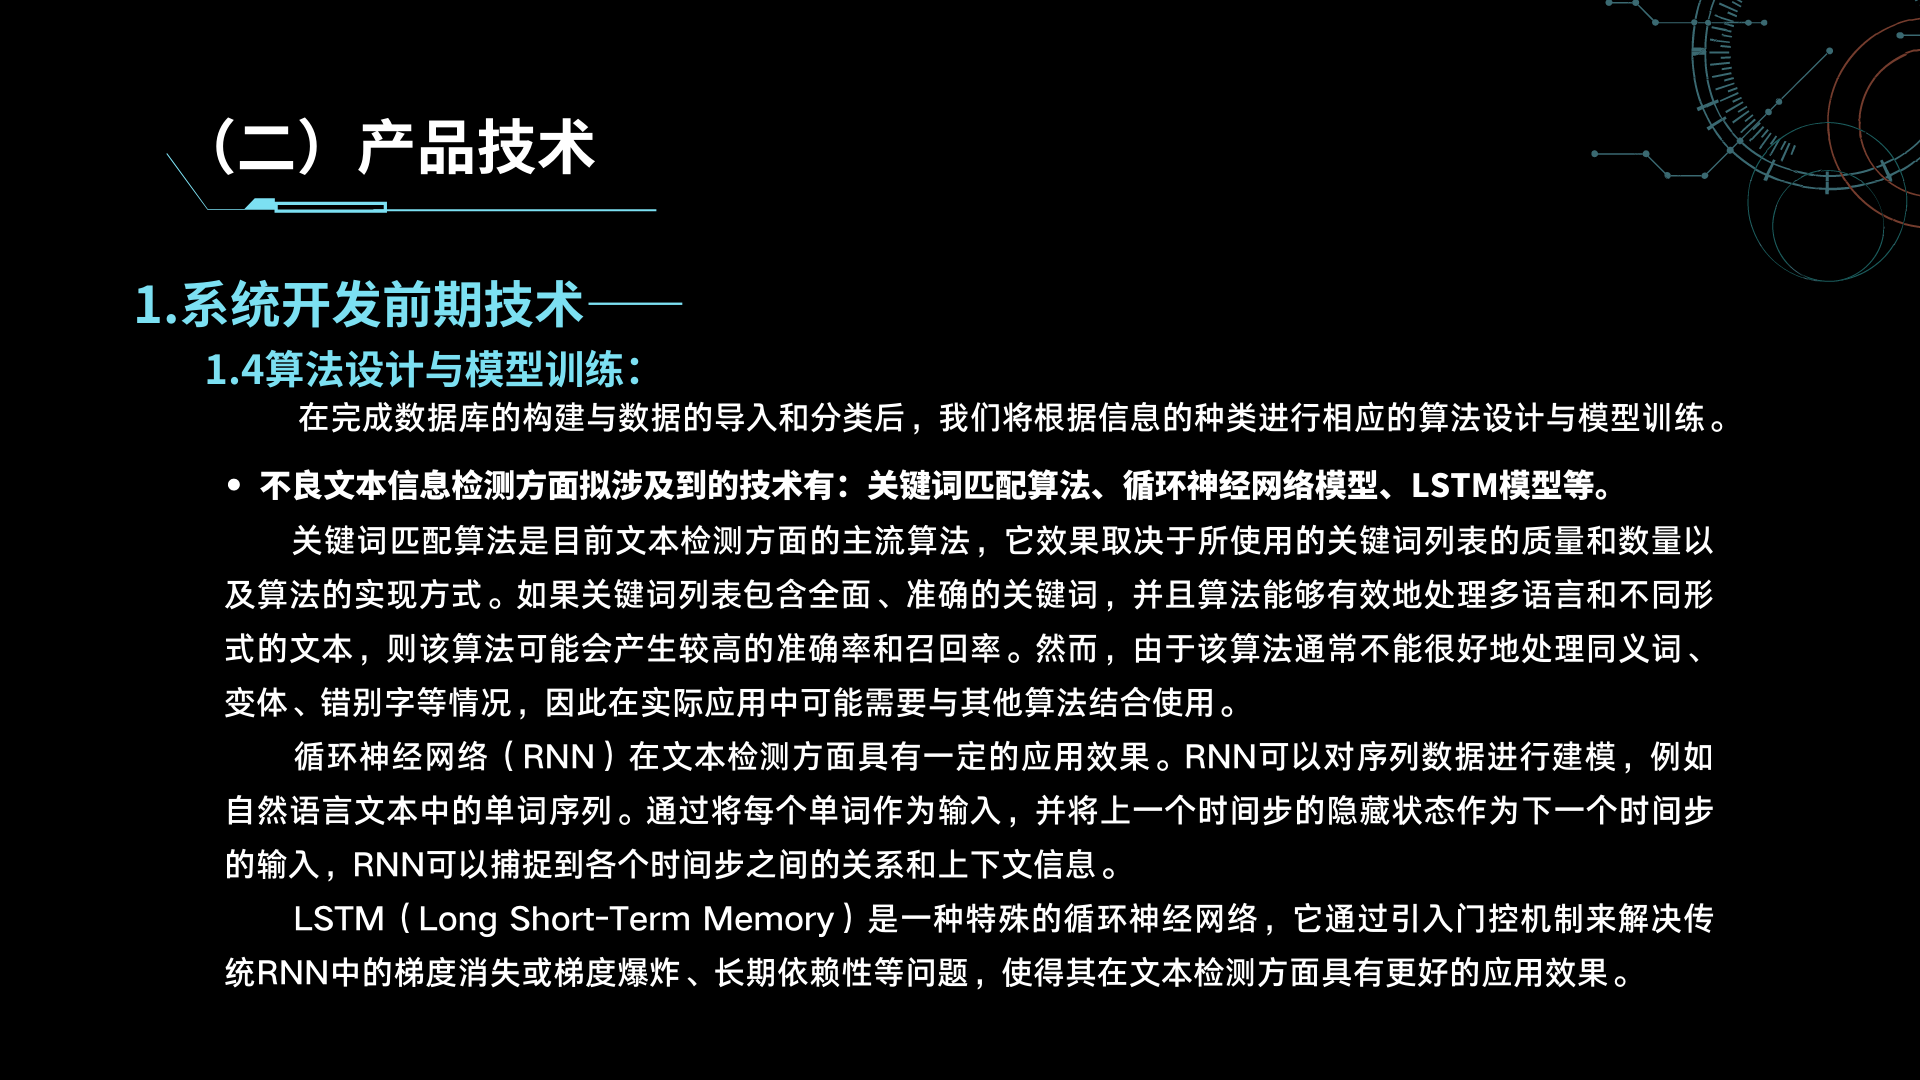 （二）产品技术
1.系统开发前期技术——
1.4算法设计与模型训练：
在完成数据库的构建与数据的导入和分类后，我们将根据信息的种类进行相应的算法设计与模型训练。
• 不良文本信息检测方面拟涉及到的技术有：关键词匹配算法、循环神经网络模型、LSTM模型等。
关键词匹配算法是目前文本检测方面的主流算法，它效果取决于所使用的关键词列表的质量和数量以
及算法的实现方式。如果关键词列表包含全面、准确的关键词，并且算法能够有效地处理多语言和不同形
式的文本，则该算法可能会产生较高的准确率和召回率。然而，由于该算法通常不能很好地处理同义词、
变体、错别字等情况，因此在实际应用中可能需要与其他算法结合使用。
循环神经网络（RNN）在文本检测方面具有一定的应用效果。RNN可以对序列数据进行建模，例如
自然语言文本中的单词序列。通过将每个单词作为输入，并将上一个时间步的隐藏状态作为下一个时间步
的输入，RNN可以捕捉到各个时间步之间的关系和上下文信息。
LSTM（Long Short-Term Memory）是一种特殊的循环神经网络，它通过引入门控机制来解决传
统RNN中的梯度消失或梯度爆炸、长期依赖性等问题，使得其在文本检测方面具有更好的应用效果。